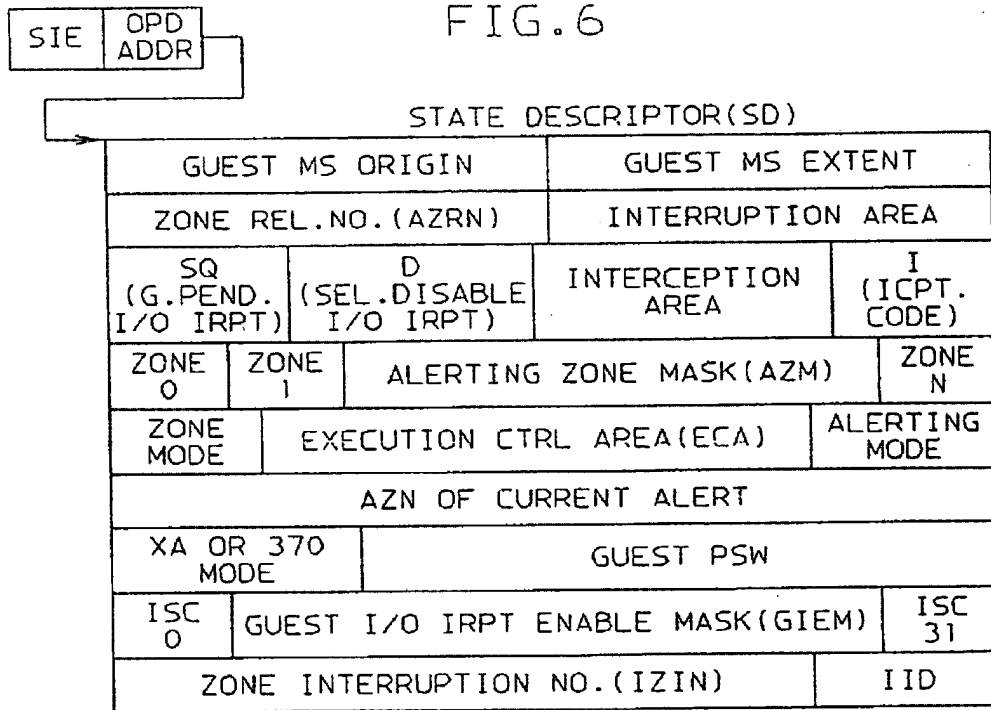 FIG.6
SIE
OPD
ADDR
STATE DESCRIPTOR(SD)
GUEST MS ORIGIN
GUEST MS EXTENT
ZONE REL.NO.(AZRN)
INTERRUPTION AREA
SQ
(G.PEND.
I/O IRPT)
D
(SEL.DISABLE
I/O IRPT)
INTERCEPTION
AREA
I
(ICPT.
CODE)
ZONE
0
ZONE
1
ALERTING ZONE MASK(AZM)
ZONE
N
ZONE
MODE
EXECUTION CTRL AREA(ECA)
ALERTING
MODE
AZN OF CURRENT ALERT
XA OR 370
MODE
GUEST PSW
ISC
0
GUEST I/O IRPT ENABLE MASK(GIEM)
ISC
31
ZONE INTERRUPTION NO.(IZIN)
IID